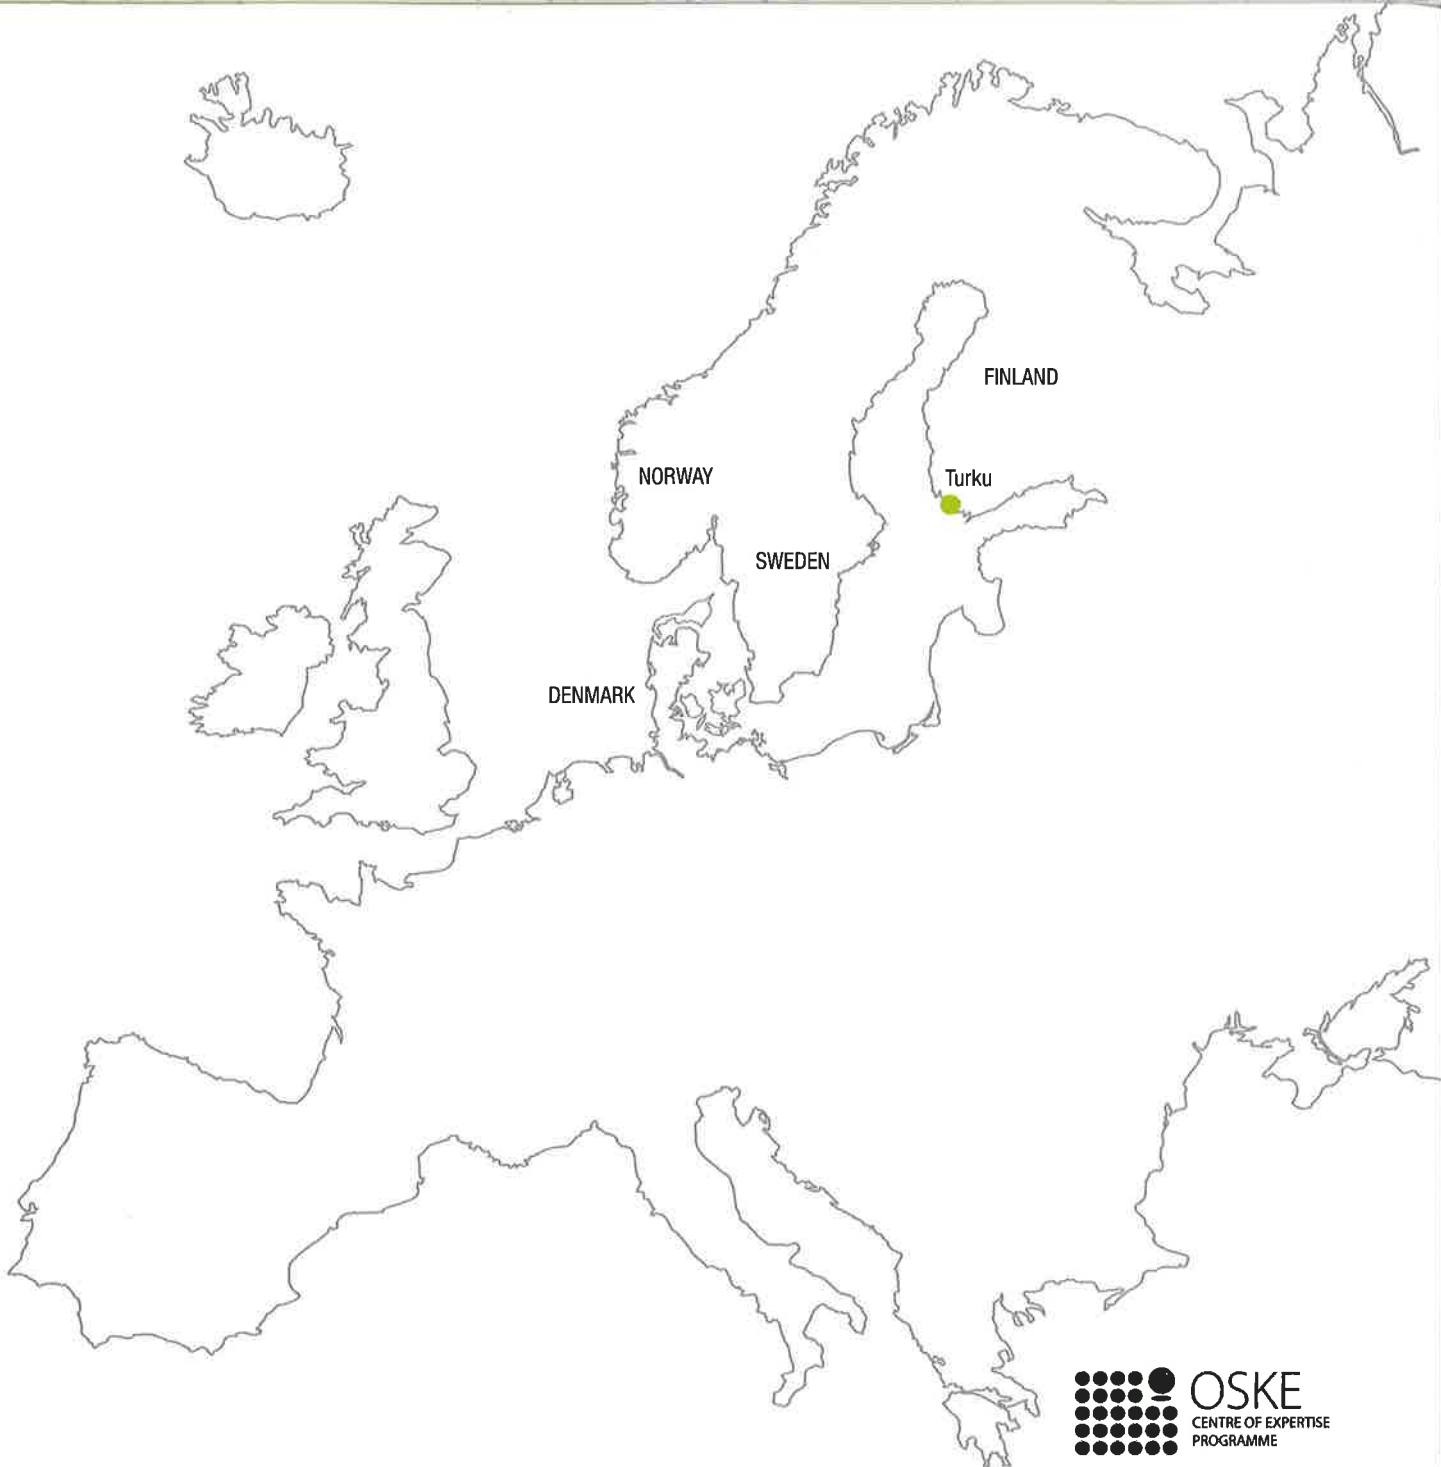 FINLAND
Turku
NORWAY
SWEDEN
DENMARK
OSKE
CENTRE OF EXPERTISE
PROGRAMME